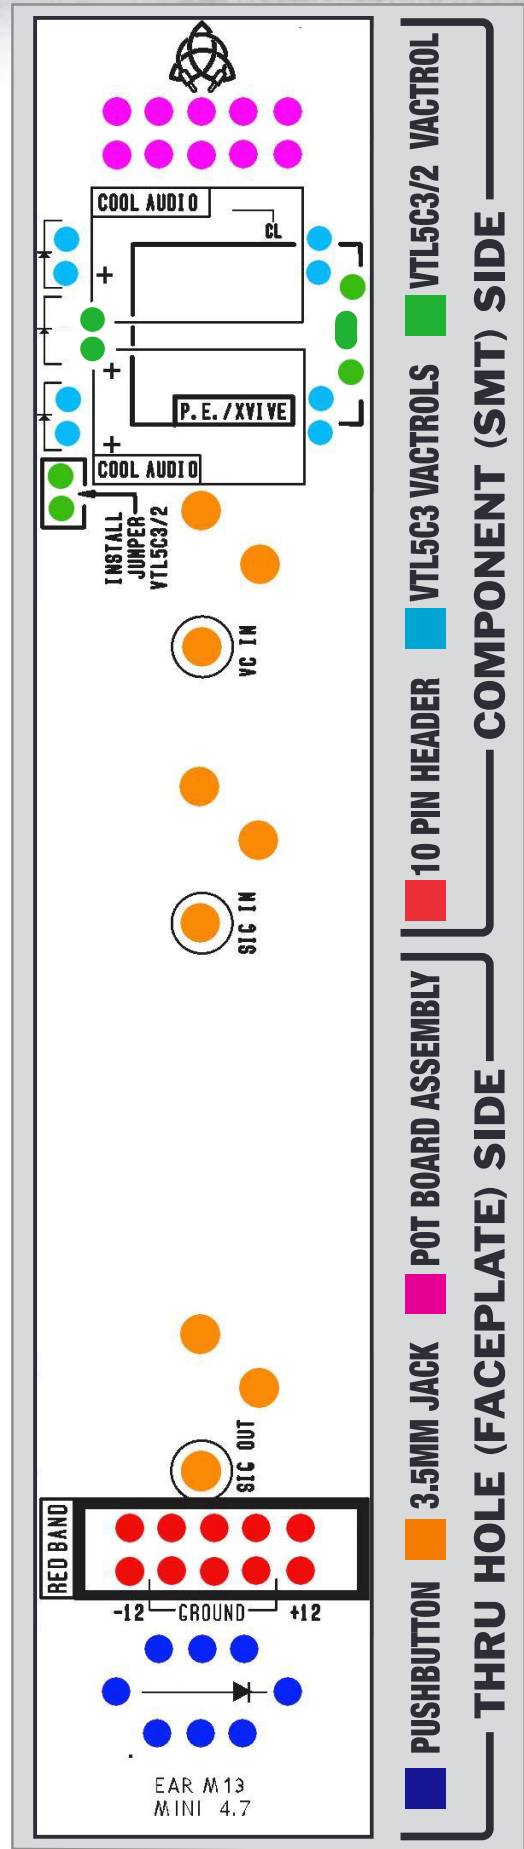 COOL AUDIO
CL
+
+
P.E./XVIVE
+
COOL AUDIO
INSTALL
JUMPER
VTL5C3/2
VC IN
SIG IN
SIG OUT
RED BAND
-12 GROUND +12
EAR M13
MINI 4.7
PUSHBUTTON 3.5MM JACK POT BOARD ASSEMBLY
THRU HOLE (FACEPLATE) SIDE
10 PIN HEADER VTL5C3 VACTROLS VTL5C3/2 VACTROL
COMPONENT (SMT) SIDE